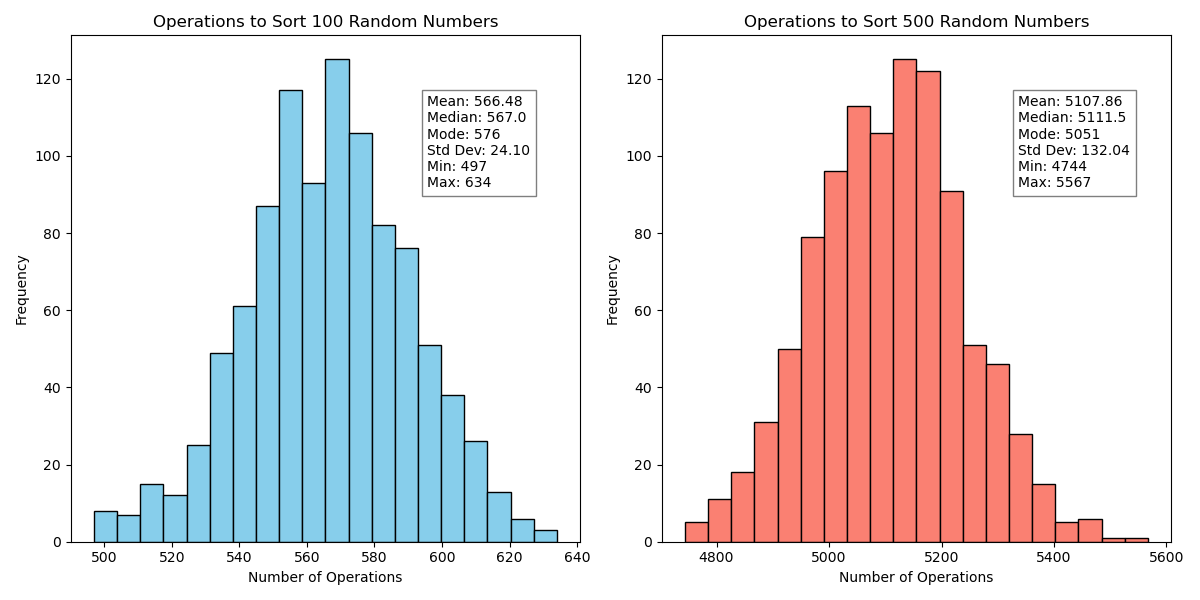 Operations to Sort 100 Random Numbers
120
100
80
60
40
20
0
Frequency
Mean: 566.48
Median: 567.0
Mode: 576
Std Dev: 24.10
Min: 497
Max: 634
500 520 540 560 580 600 620 640
Number of Operations
Operations to Sort 500 Random Numbers
120
100
80
60
40
20
0
Frequency
Mean: 5107.86
Median: 5111.5
Mode: 5051
Std Dev: 132.04
Min: 4744
Max: 5567
4800 5000 5200 5400 5600
Number of Operations